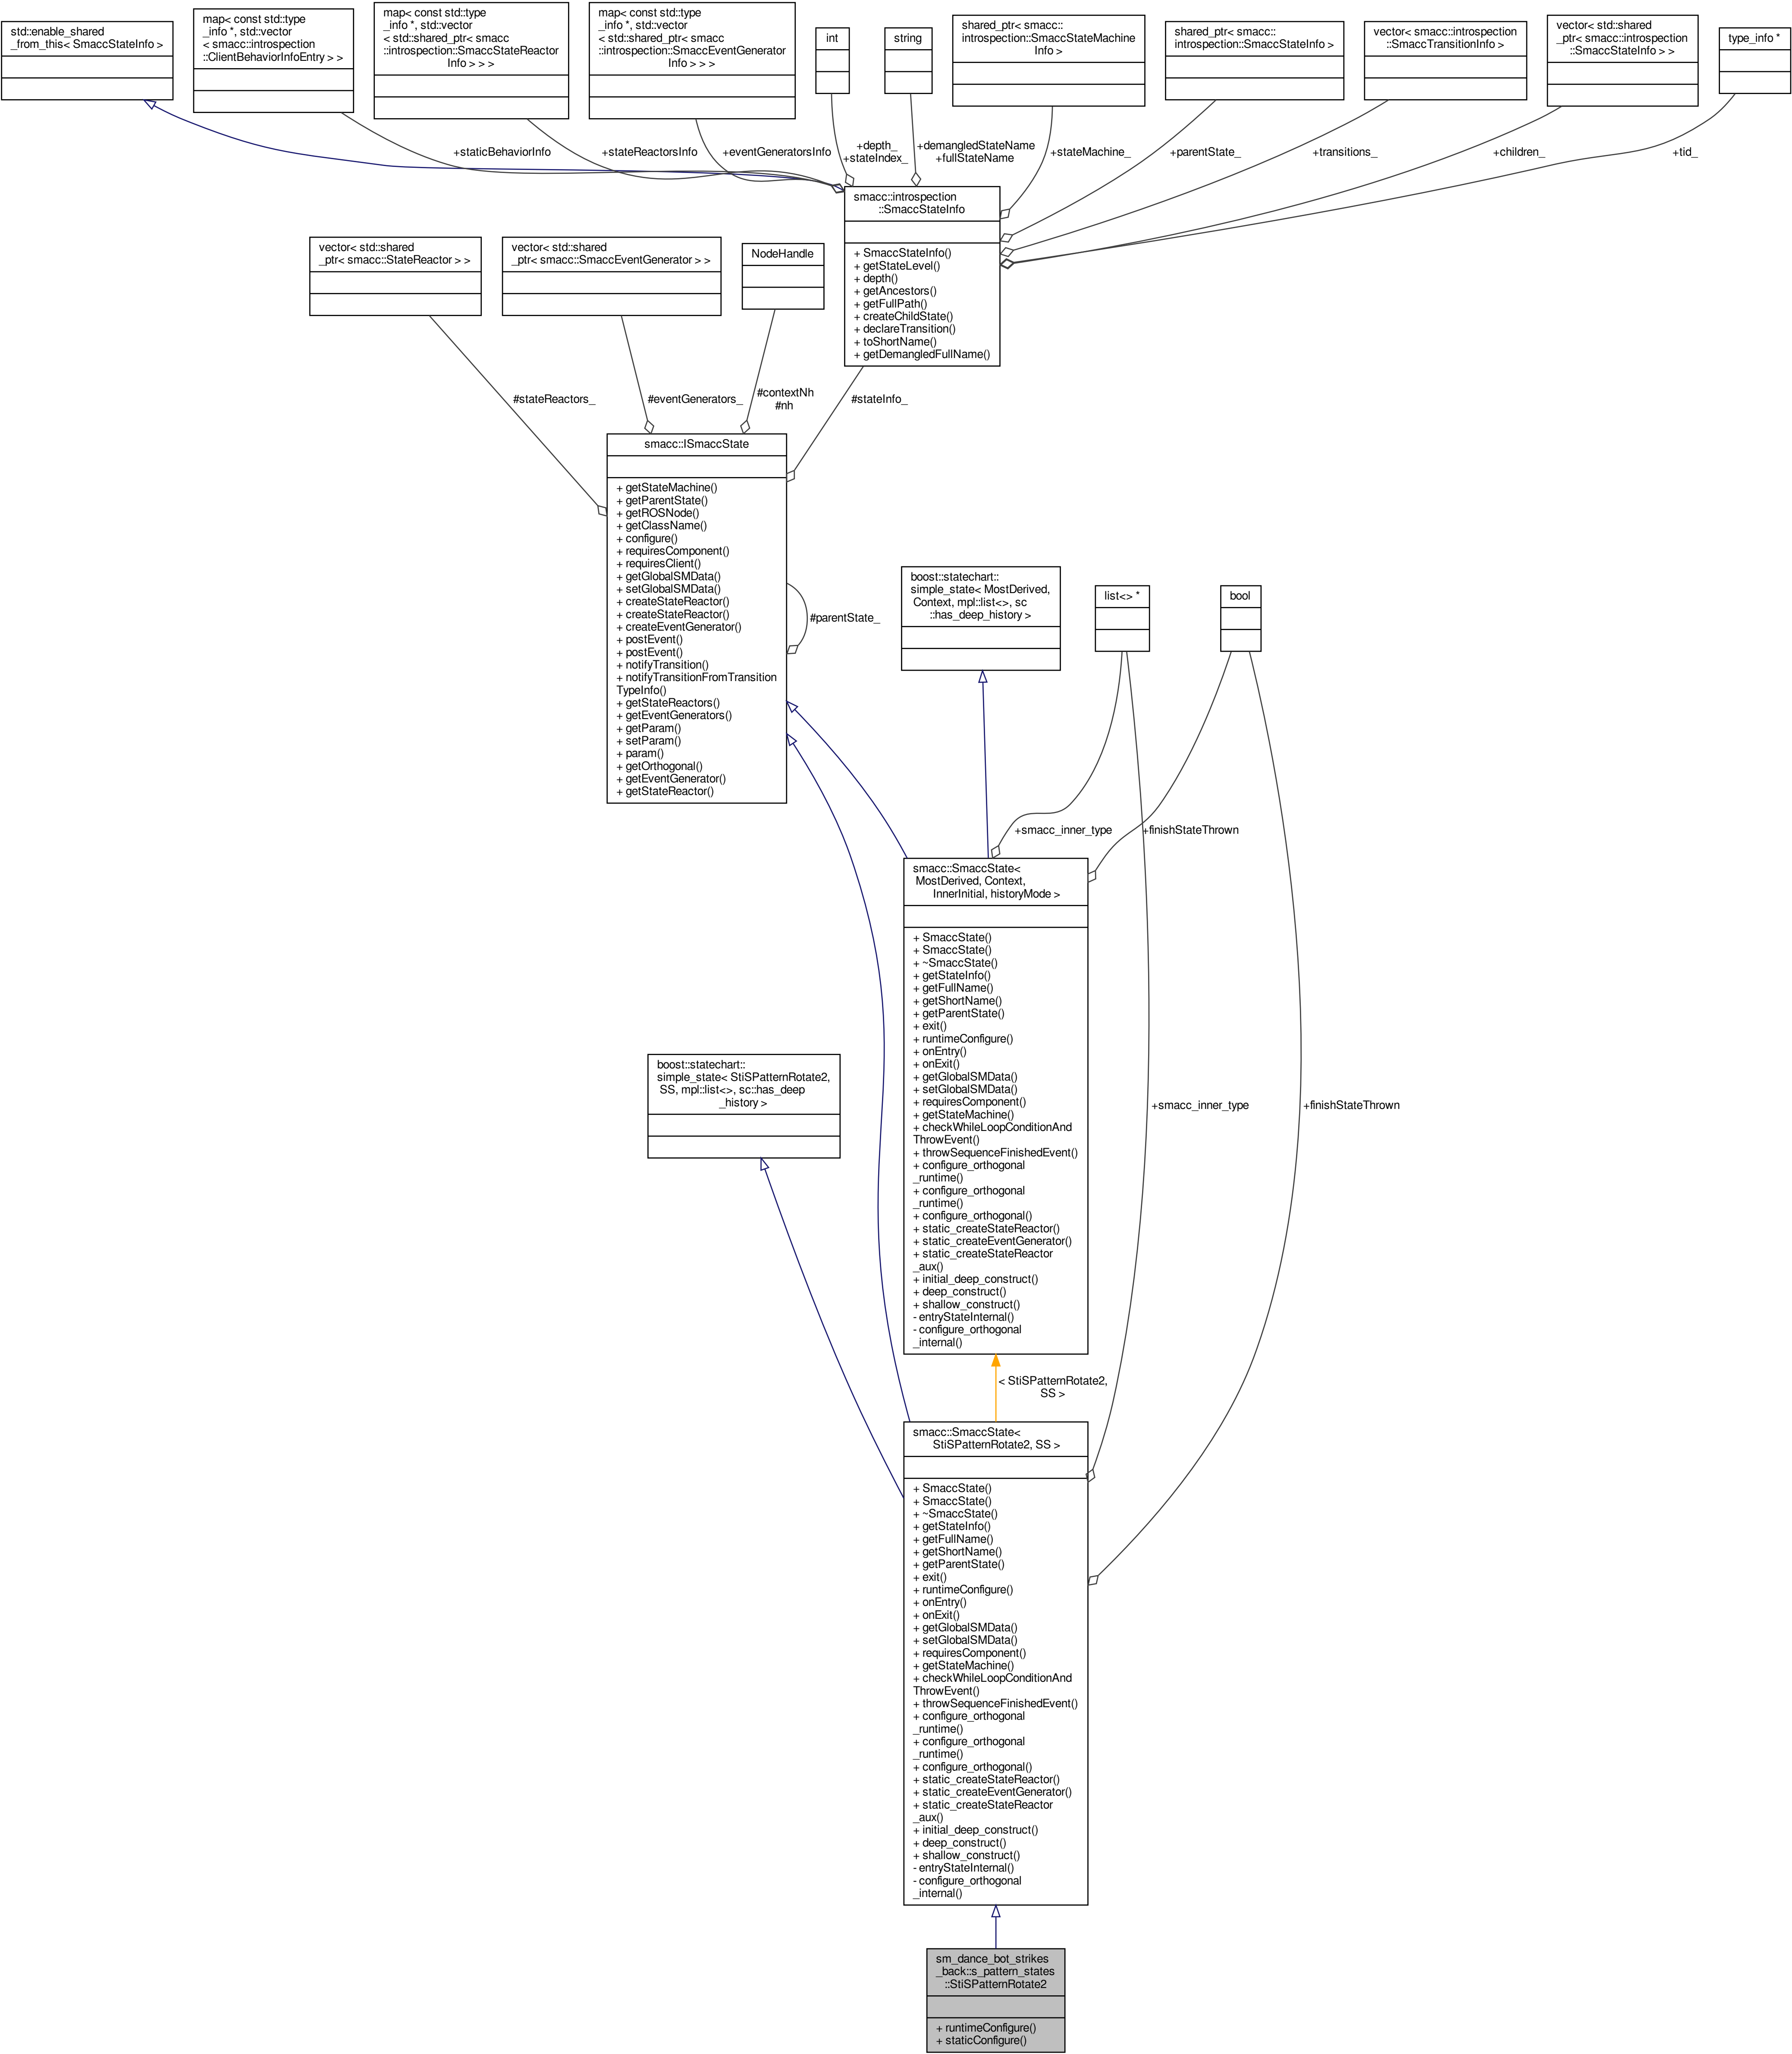 std::enable_shared
_from_this< SmaccStateInfo >
map< const std::type
_info *, std::vector
< smacc::introspection
::ClientBehaviorInfoEntry > >
map< const std::type
_info *, std::vector
< std::shared_ptr< smacc
::introspection::SmaccStateReactor
Info > > >
map< const std::type
_info *, std::vector
< std::shared_ptr< smacc
::introspection::SmaccEventGenerator
Info > > >
int
string
shared_ptr< smacc::
introspection::SmaccStateMachine
Info >
shared_ptr< smacc::
introspection::SmaccStateInfo >
vector< smacc::introspection
::SmaccTransitionInfo >
vector< std::shared
_ptr< smacc::introspection
::SmaccStateInfo > >
type_info *
+staticBehaviorInfo
+stateReactorsInfo
+eventGeneratorsInfo
+depth_
+stateIndex_
+demangledStateName
+fullStateName
+stateMachine_
+parentState_
+transitions_
+children_
+tid_
smacc::introspection
::SmaccStateInfo
+ SmaccStateInfo()
+ getStateLevel()
+ depth()
+ getAncestors()
+ getFullPath()
+ createChildState()
+ declareTransition()
+ toShortName()
+ getDemangledFullName()
vector< std::shared
_ptr< smacc::StateReactor > >
vector< std::shared
_ptr< smacc::SmaccEventGenerator > >
NodeHandle
#stateReactors_
#eventGenerators_
#contextNh
#nh
#stateInfo_
smacc::ISmaccState
+ getStateMachine()
+ getParentState()
+ getROSNode()
+ getClassName()
+ configure()
+ requiresComponent()
+ requiresClient()
+ getGlobalSMData()
+ setGlobalSMData()
+ createStateReactor()
+ createStateReactor()
+ createEventGenerator()
+ postEvent()
+ postEvent()
+ notifyTransition()
+ notifyTransitionFromTransition
TypeInfo()
+ getStateReactors()
+ getEventGenerators()
+ getParam()
+ setParam()
+ param()
+ getOrthogonal()
+ getEventGenerator()
+ getStateReactor()
#parentState_
boost::statechart::
simple_state< MostDerived,
Context, mpl::list<>, sc
::has_deep_history >
list<> *
bool
+smacc_inner_type
+finishStateThrown
smacc::SmaccState<
MostDerived, Context,
InnerInitial, historyMode >
+ SmaccState()
+ SmaccState()
+ ~SmaccState()
+ getStateInfo()
+ getFullName()
+ getShortName()
+ getParentState()
+ exit()
+ runtimeConfigure()
+ onEntry()
+ onExit()
+ getGlobalSMData()
+ setGlobalSMData()
+ requiresComponent()
+ getStateMachine()
+ checkWhileLoopConditionAnd
ThrowEvent()
+ throwSequenceFinishedEvent()
+ configure_orthogonal
_runtime()
+ configure_orthogonal
_runtime()
+ configure_orthogonal()
+ static_createStateReactor()
+ static_createEventGenerator()
+ static_createStateReactor
_aux()
+ initial_deep_construct()
+ deep_construct()
+ shallow_construct()
- entryStateInternal()
- configure_orthogonal
_internal()
boost::statechart::
simple_state< StiSPatternRotate2,
SS, mpl::list<>, sc::has_deep
_history >
+smacc_inner_type
+finishStateThrown
< StiSPatternRotate2,
SS >
smacc::SmaccState<
StiSPatternRotate2, SS >
+ SmaccState()
+ SmaccState()
+ ~SmaccState()
+ getStateInfo()
+ getFullName()
+ getShortName()
+ getParentState()
+ exit()
+ runtimeConfigure()
+ onEntry()
+ onExit()
+ getGlobalSMData()
+ setGlobalSMData()
+ requiresComponent()
+ getStateMachine()
+ checkWhileLoopConditionAnd
ThrowEvent()
+ throwSequenceFinishedEvent()
+ configure_orthogonal
_runtime()
+ configure_orthogonal
_runtime()
+ configure_orthogonal()
+ static_createStateReactor()
+ static_createEventGenerator()
+ static_createStateReactor
_aux()
+ initial_deep_construct()
+ deep_construct()
+ shallow_construct()
- entryStateInternal()
- configure_orthogonal
_internal()
sm_dance_bot_strikes
_back::s_pattern_states
::StiSPatternRotate2
+ runtimeConfigure()
+ staticConfigure()